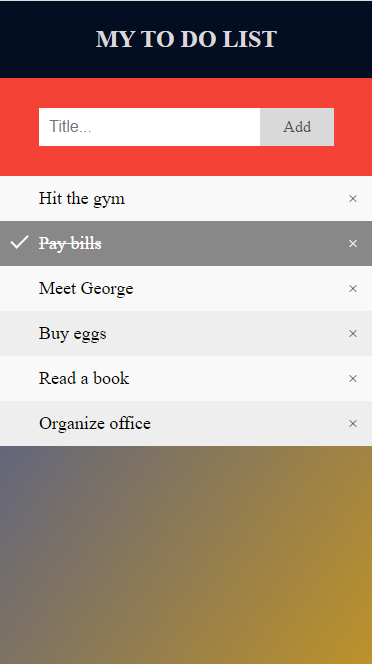 MY TO DO LIST
Title... Add
Hit the gym ×
Pay bills ×
Meet George ×
Buy eggs ×
Read a book ×
Organize office ×